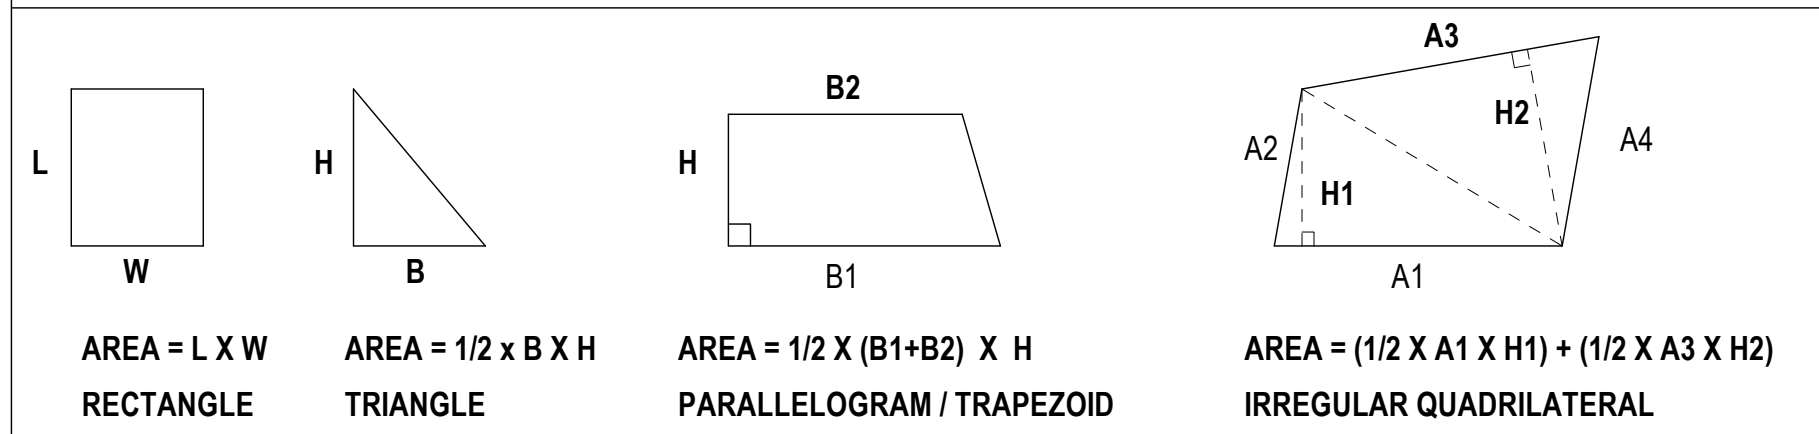 A3
B2
H2
L
H
H
A2
A4
H1
W
B
B1
A1
AREA = L X W
AREA = 1/2 x B X H
AREA = 1/2 X (B1+B2) X H
AREA = (1/2 X A1 X H1) + (1/2 X A3 X H2)
RECTANGLE
TRIANGLE
PARALLELOGRAM / TRAPEZOID
IRREGULAR QUADRILATERAL